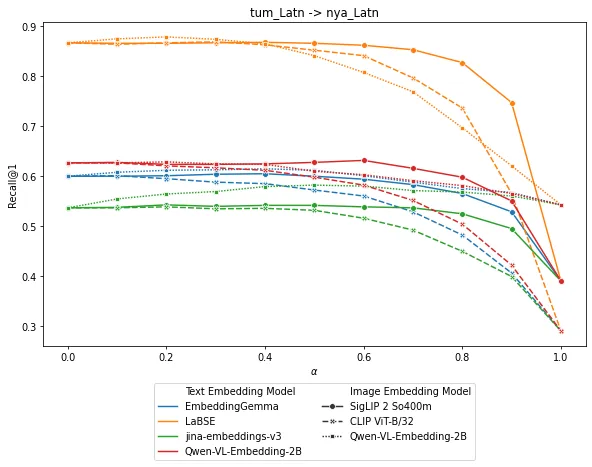 tum_Latn -> nya_Latn
0.9
0.8
0.7
0.6
0.5
0.4
0.3
Recall@1
0.0 0.2 0.4 0.6 0.8 1.0
α
Text Embedding Model Image Embedding Model
EmbeddingGemma SigLIP 2 So400m
LaBSE CLIP ViT-B/32
jina-embeddings-v3 Qwen-VL-Embedding-2B
Qwen-VL-Embedding-2B